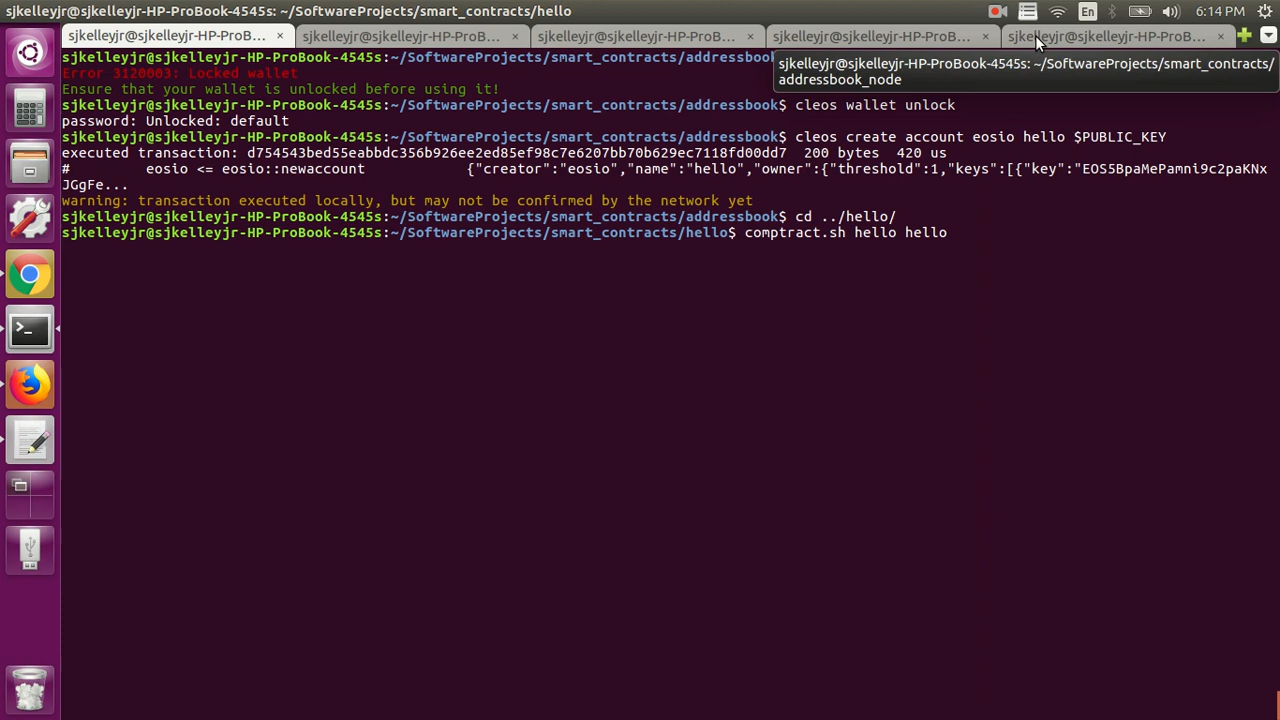 sjkelleyjr@sjkelleyjr-HP-ProBook-4545s: ~/SoftwareProjects/smart_contracts/hello
En
6:14 PM
sjkelleyjr@sjkelleyjr-HP-ProB... ×
sjkelleyjr@sjkelleyjr-HP-ProB... ×
sjkelleyjr@sjkelleyjr-HP-ProB... ×
sjkelleyjr@sjkelleyjr-HP-ProB... ×
sjkelleyjr@sjkelleyjr-HP-ProB... ×
sjkelleyjr@sjkelleyjr-HP-ProBook-4545s:~/SoftwareProjects/smart_contracts/addressbook
sjkelleyjr@sjkelleyjr-HP-ProBook-4545s: ~/SoftwareProjects/smart_contracts/
addressbook_node
Error 3120003: Locked wallet
Ensure that your wallet is unlocked before using it!
sjkelleyjr@sjkelleyjr-HP-ProBook-4545s:~/SoftwareProjects/smart_contracts/addressbook$ cleos wallet unlock
password: Unlocked: default
sjkelleyjr@sjkelleyjr-HP-ProBook-4545s:~/SoftwareProjects/smart_contracts/addressbook$ cleos create account eosio hello $PUBLIC_KEY
executed transaction: d754543bed55eabbdc356b926ee2ed85ef98c7e6207bb70b629ec7118fd00dd7  200 bytes  420 us
#         eosio <= eosio::newaccount            {"creator":"eosio","name":"hello","owner":{"threshold":1,"keys":[{"key":"EOS5BpaMePamni9c2paKNx
JGgFe...
warning: transaction executed locally, but may not be confirmed by the network yet
sjkelleyjr@sjkelleyjr-HP-ProBook-4545s:~/SoftwareProjects/smart_contracts/addressbook$ cd ../hello/
sjkelleyjr@sjkelleyjr-HP-ProBook-4545s:~/SoftwareProjects/smart_contracts/hello$ comptract.sh hello hello